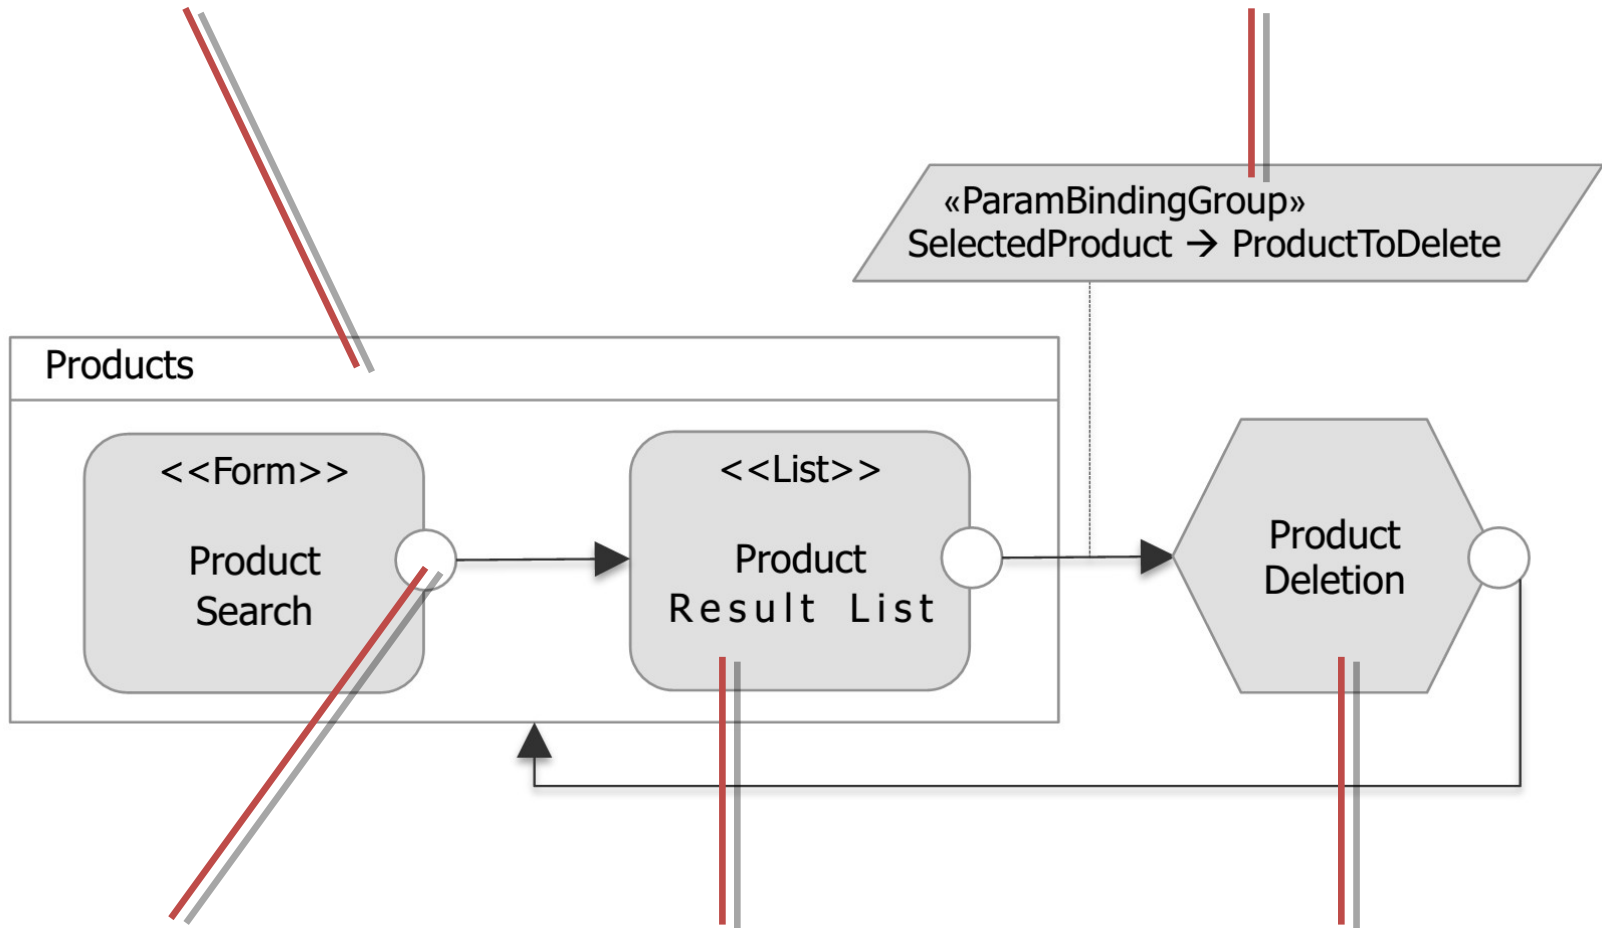 «ParamBindingGroup»
SelectedProduct → ProductToDelete
Products
<<Form>>
Product
Search
<<List>>
Product
Result List
Product
Deletion